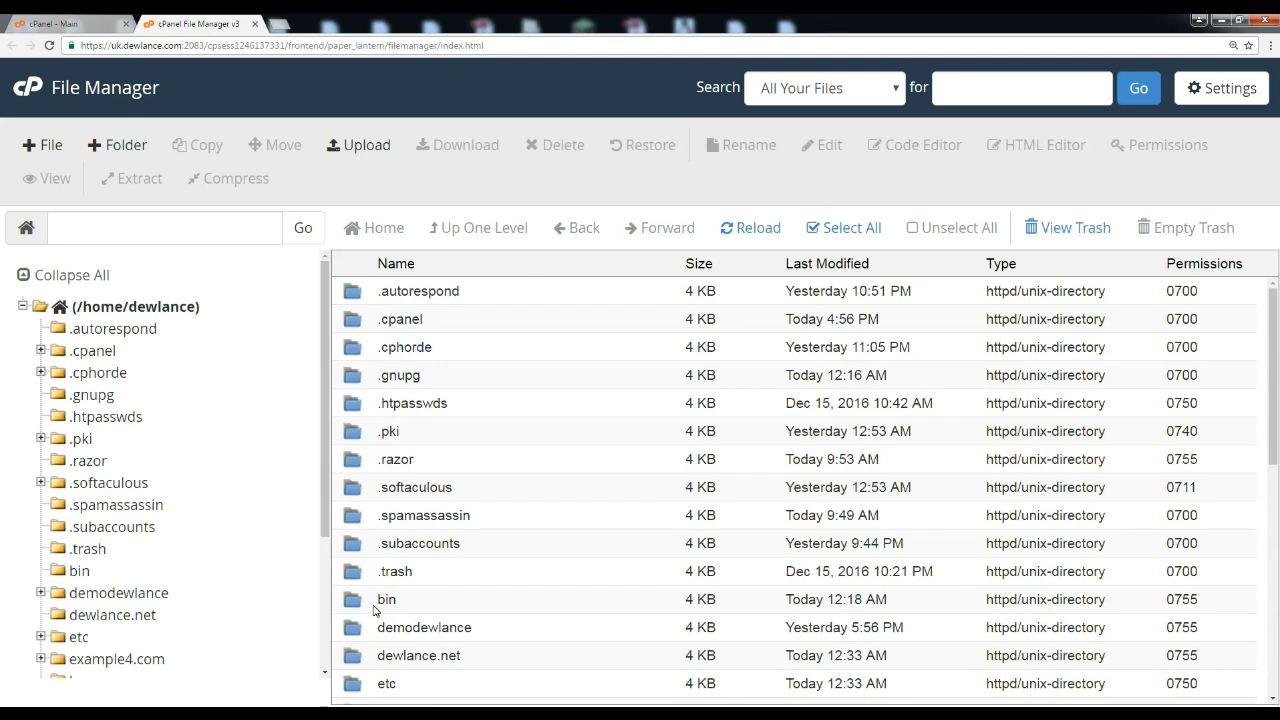 cPanel - Main
cPanel File Manager v3
https://uk.dewlance.com:2083/cpsess1246137331/frontend/paper_lantern/filemanager/index.html
cP File Manager
Search All Your Files for Go Settings
File Folder Copy Move Upload Download Delete Restore Rename Edit Code Editor HTML Editor Permissions
View Extract Compress
Go Home Up One Level Back Forward Reload Select All Unselect All View Trash Empty Trash
Collapse All
(/home/dewlance)
.autorespond
.cpanel
.cphorde
.gnupg
.htpasswds
.pki
.razor
.softaculous
.spamassassin
.subaccounts
.trash
bin
demodewlance
dewlance.net
etc
example4.com
Name Size Last Modified Type Permissions
.autorespond 4 KB Yesterday 10:51 PM httpd/unix-directory 0700
.cpanel 4 KB Today 4:56 PM httpd/unix-directory 0700
.cphorde 4 KB Yesterday 11:05 PM httpd/unix-directory 0700
.gnupg 4 KB Today 12:16 AM httpd/unix-directory 0700
.htpasswds 4 KB Dec 15, 2016 10:42 AM httpd/unix-directory 0750
.pki 4 KB Yesterday 12:53 AM httpd/unix-directory 0740
.razor 4 KB Today 9:53 AM httpd/unix-directory 0755
.softaculous 4 KB Yesterday 12:53 AM httpd/unix-directory 0711
.spamassassin 4 KB Today 9:49 AM httpd/unix-directory 0700
.subaccounts 4 KB Yesterday 9:44 PM httpd/unix-directory 0700
.trash 4 KB Dec 15, 2016 10:21 PM httpd/unix-directory 0700
bin 4 KB Today 12:18 AM httpd/unix-directory 0755
demodewlance 4 KB Yesterday 5:56 PM httpd/unix-directory 0755
dewlance.net 4 KB Today 12:33 AM httpd/unix-directory 0755
etc 4 KB Today 12:33 AM httpd/unix-directory 0750